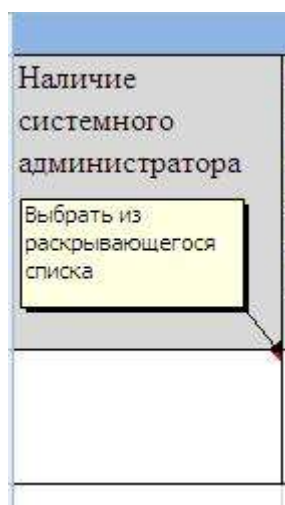 Наличие
системного
администратора
Выбрать из
раскрывающегося
списка